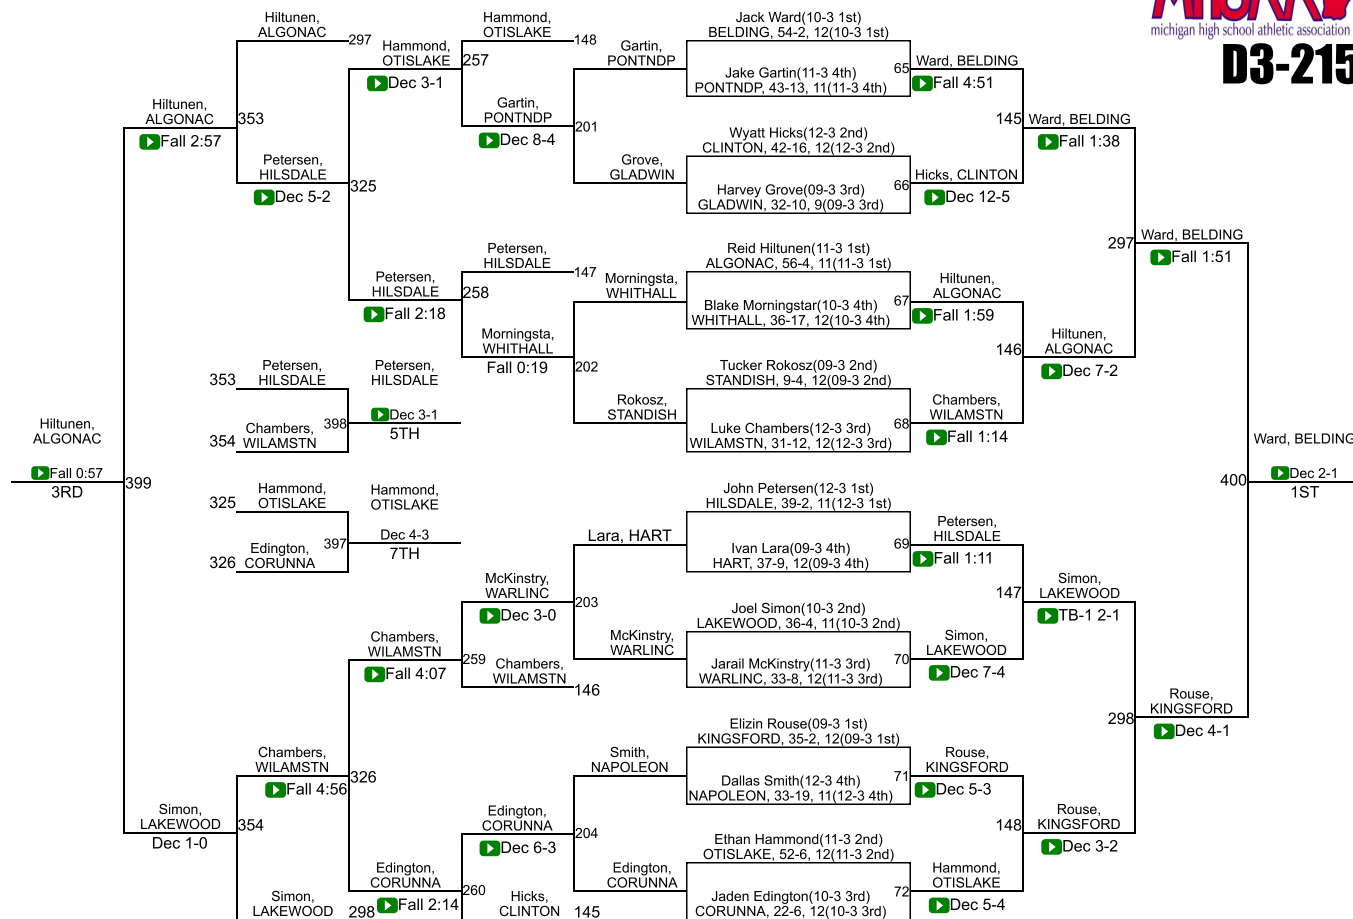 Hiltunen,
ALGONAC
297
Hammond,
OTISLAKE
Dec 3-1
257
Hammond,
OTISLAKE
148
Gartin,
PONTNDP
Jack Ward(10-3 1st)
BELDING, 54-2, 12(10-3 1st)
Jake Gartin(11-3 4th)
PONTNDP, 43-13, 11(11-3 4th)
65
Ward, BELDING
Fall 4:51
michigan high school athletic association
D3-215
Hiltunen,
ALGONAC
Fall 2:57
353
Gartin,
PONTNDP
Dec 8-4
201
Wyatt Hicks(12-3 2nd)
CLINTON, 42-16, 12(12-3 2nd)
145
Ward, BELDING
Fall 1:38
Petersen,
HILSDALE
Dec 5-2
325
Grove,
GLADWIN
Harvey Grove(09-3 3rd)
GLADWIN, 32-10, 9(09-3 3rd)
66
Hicks, CLINTON
Dec 12-5
297
Ward, BELDING
Fall 1:51
Petersen,
HILSDALE
Fall 2:18
258
Petersen,
HILSDALE
147
Morningsta,
WHITHALL
Reid Hiltunen(11-3 1st)
ALGONAC, 56-4, 11(11-3 1st)
Blake Morningstar(10-3 4th)
WHITHALL, 36-17, 12(10-3 4th)
67
Hiltunen,
ALGONAC
Fall 1:59
Morningsta,
WHITHALL
Fall 0:19
202
146
Hiltunen,
ALGONAC
Dec 7-2
353
Petersen,
HILSDALE
Petersen,
HILSDALE
Tucker Rokosz(09-3 2nd)
STANDISH, 9-4, 12(09-3 2nd)
354
Chambers,
WILAMSTN
398
Dec 3-1
5TH
Rokosz,
STANDISH
Luke Chambers(12-3 3rd)
WILAMSTN, 31-12, 12(12-3 3rd)
68
Chambers,
WILAMSTN
Fall 1:14
Hiltunen,
ALGONAC
Fall 0:57
3RD
399
400
Ward, BELDING
Dec 2-1
1ST
325
Hammond,
OTISLAKE
Hammond,
OTISLAKE
326
Edington,
CORUNNA
397
Dec 4-3
7TH
Lara, HART
John Petersen(12-3 1st)
HILSDALE, 39-2, 11(12-3 1st)
Ivan Lara(09-3 4th)
HART, 37-9, 12(09-3 4th)
69
Petersen,
HILSDALE
Fall 1:11
McKinstry,
WARLINC
Dec 3-0
203
147
Simon,
LAKEWOOD
TB-1 2-1
Chambers,
WILAMSTN
Fall 4:07
259
Chambers,
WILAMSTN
146
McKinstry,
WARLINC
Joel Simon(10-3 2nd)
LAKEWOOD, 36-4, 11(10-3 2nd)
Jarail McKinstry(11-3 3rd)
WARLINC, 33-8, 12(11-3 3rd)
70
Simon,
LAKEWOOD
Dec 7-4
298
Rouse,
KINGSFORD
Dec 4-1
Chambers,
WILAMSTN
Fall 4:56
326
Smith,
NAPOLEON
Elizin Rouse(09-3 1st)
KINGSFORD, 35-2, 12(09-3 1st)
Dallas Smith(12-3 4th)
NAPOLEON, 33-19, 11(12-3 4th)
71
Rouse,
KINGSFORD
Dec 5-3
Simon,
LAKEWOOD
Dec 1-0
354
Edington,
CORUNNA
Dec 6-3
204
148
Rouse,
KINGSFORD
Dec 3-2
Simon,
LAKEWOOD
298
Edington,
CORUNNA
Fall 2:14
260
Hicks,
CLINTON
145
Edington,
CORUNNA
Ethan Hammond(11-3 2nd)
OTISLAKE, 52-6, 12(11-3 2nd)
Jaden Edington(10-3 3rd)
CORUNNA, 22-6, 12(10-3 3rd)
72
Hammond,
OTISLAKE
Dec 5-4